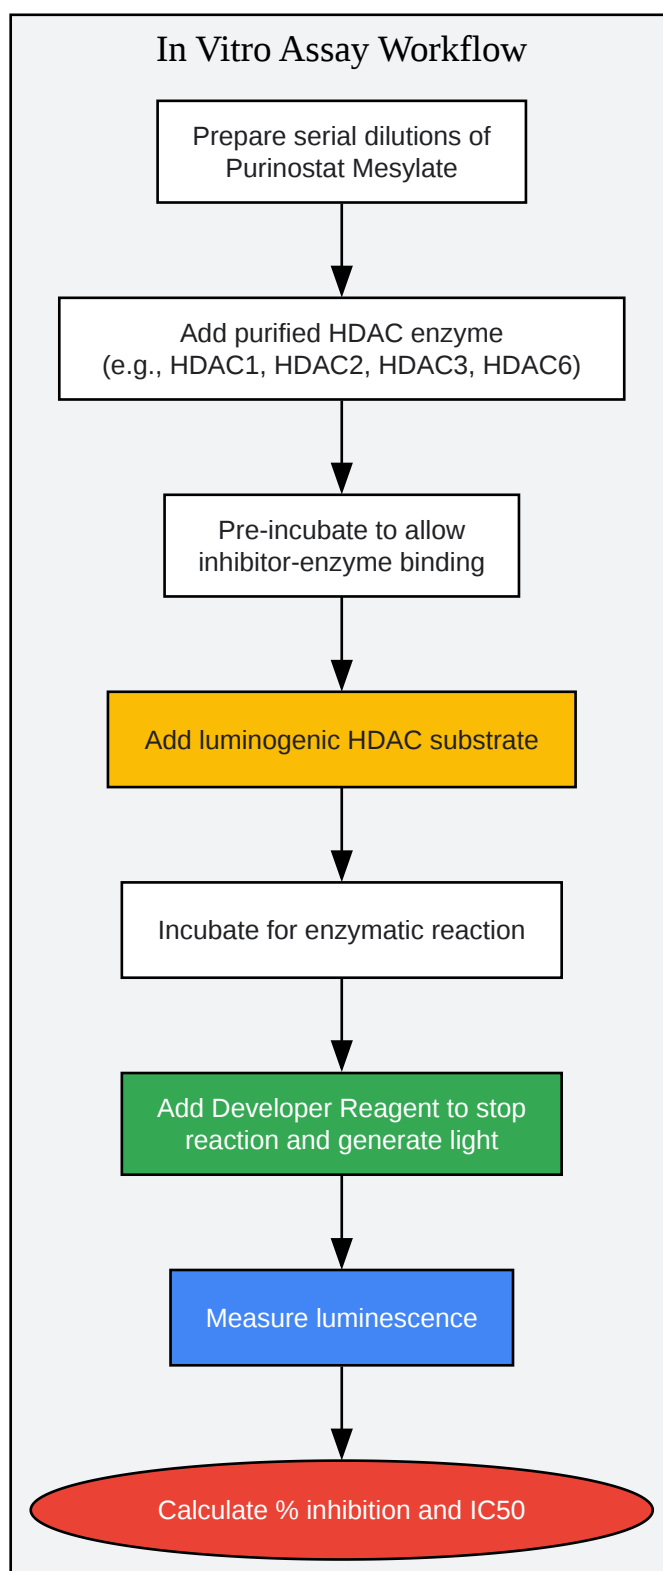 In Vitro Assay Workflow
Prepare serial dilutions of
Purinostat Mesylate
Add purified HDAC enzyme
(e.g., HDAC1, HDAC2, HDAC3, HDAC6)
Pre-incubate to allow
inhibitor-enzyme binding
Add luminogenic HDAC substrate
Incubate for enzymatic reaction
Add Developer Reagent to stop
reaction and generate light
Measure luminescence
Calculate % inhibition and IC50